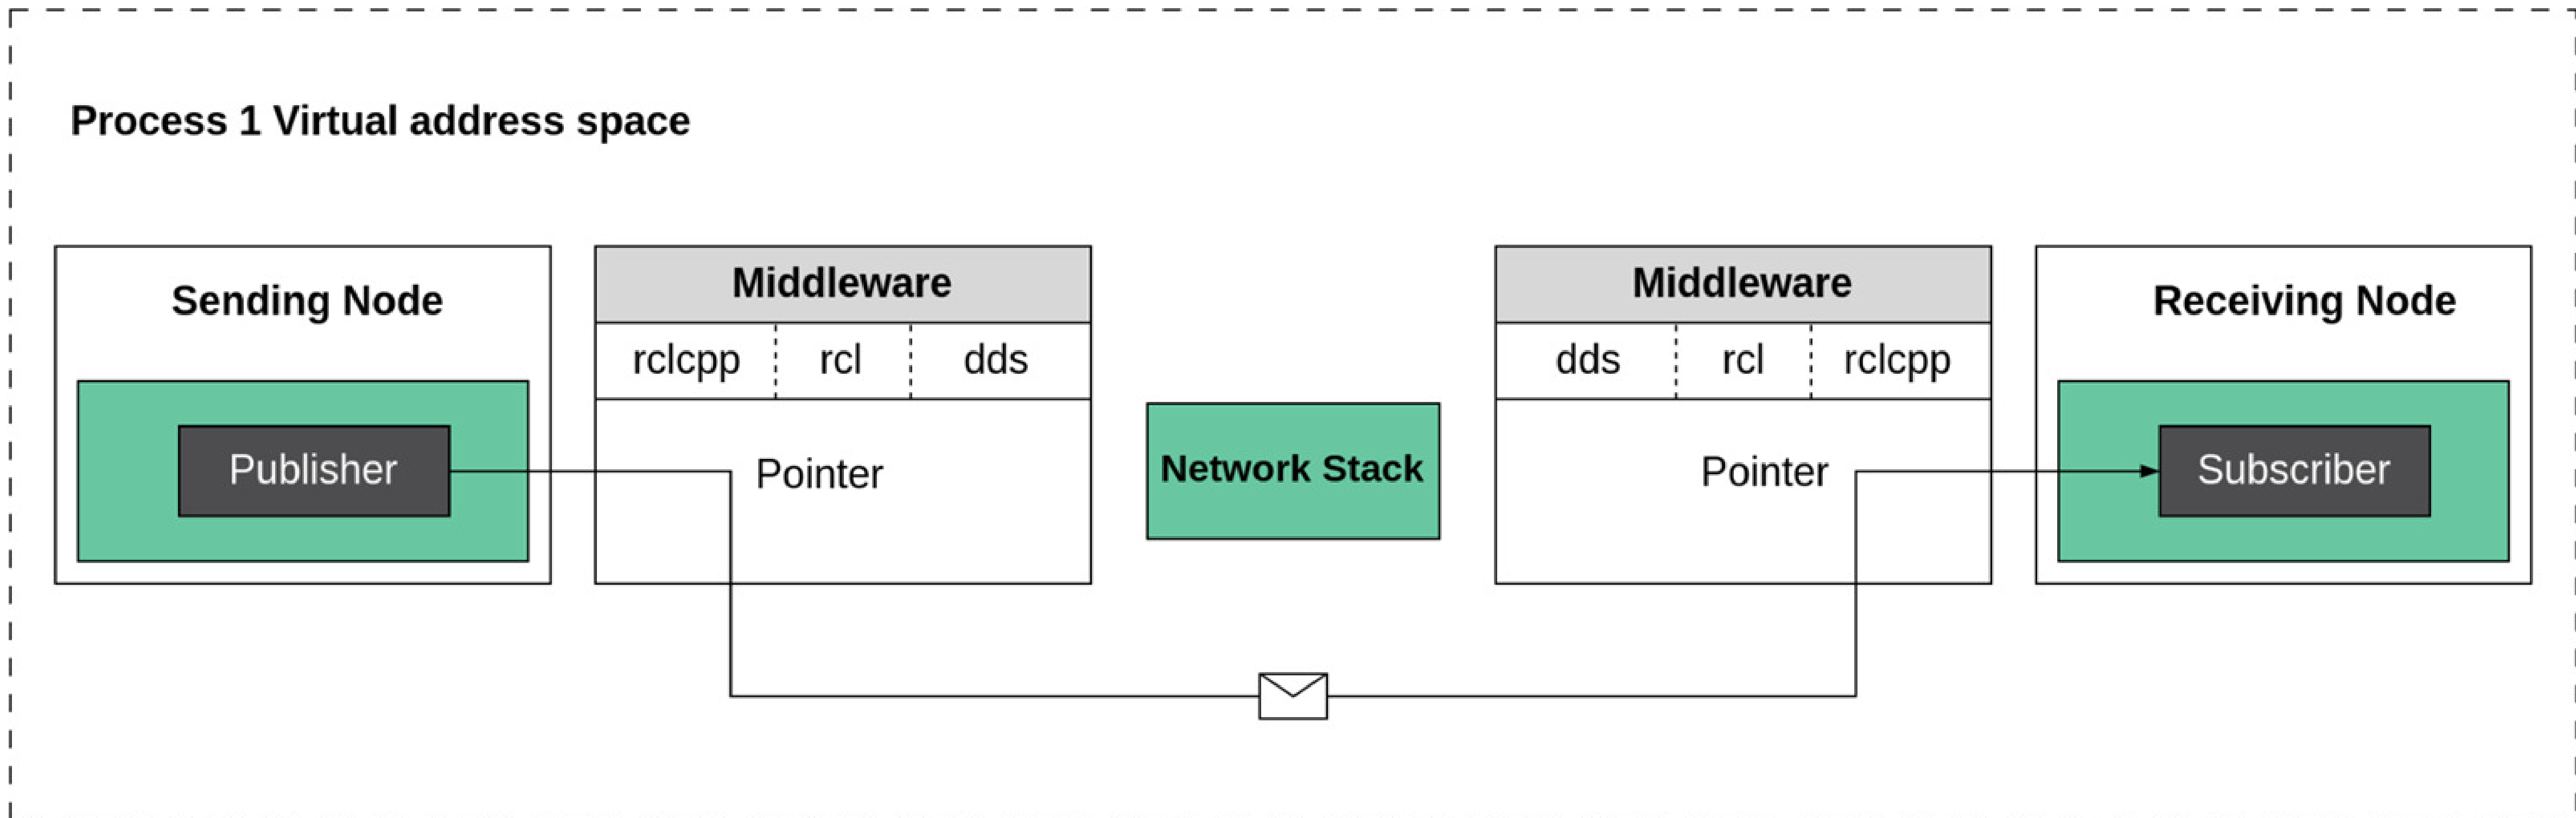 Process 1 Virtual address space
Sending Node
Publisher
Middleware
rclcpp rcl dds
Pointer
Network Stack
Middleware
dds rcl rclcpp
Pointer
Receiving Node
Subscriber